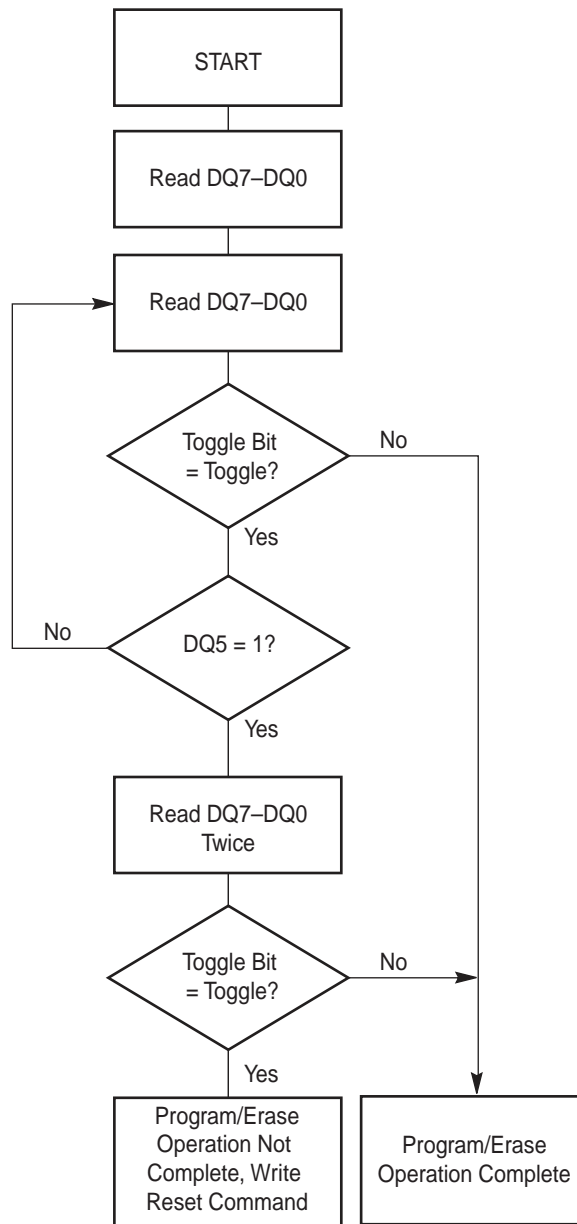 START
Read DQ7–DQ0
Read DQ7–DQ0
Toggle Bit
= Toggle?
No
Yes
No
DQ5 = 1?
Yes
Read DQ7–DQ0
Twice
Toggle Bit
= Toggle?
No
Yes
Program/Erase
Operation Not
Complete, Write
Reset Command
Program/Erase
Operation Complete